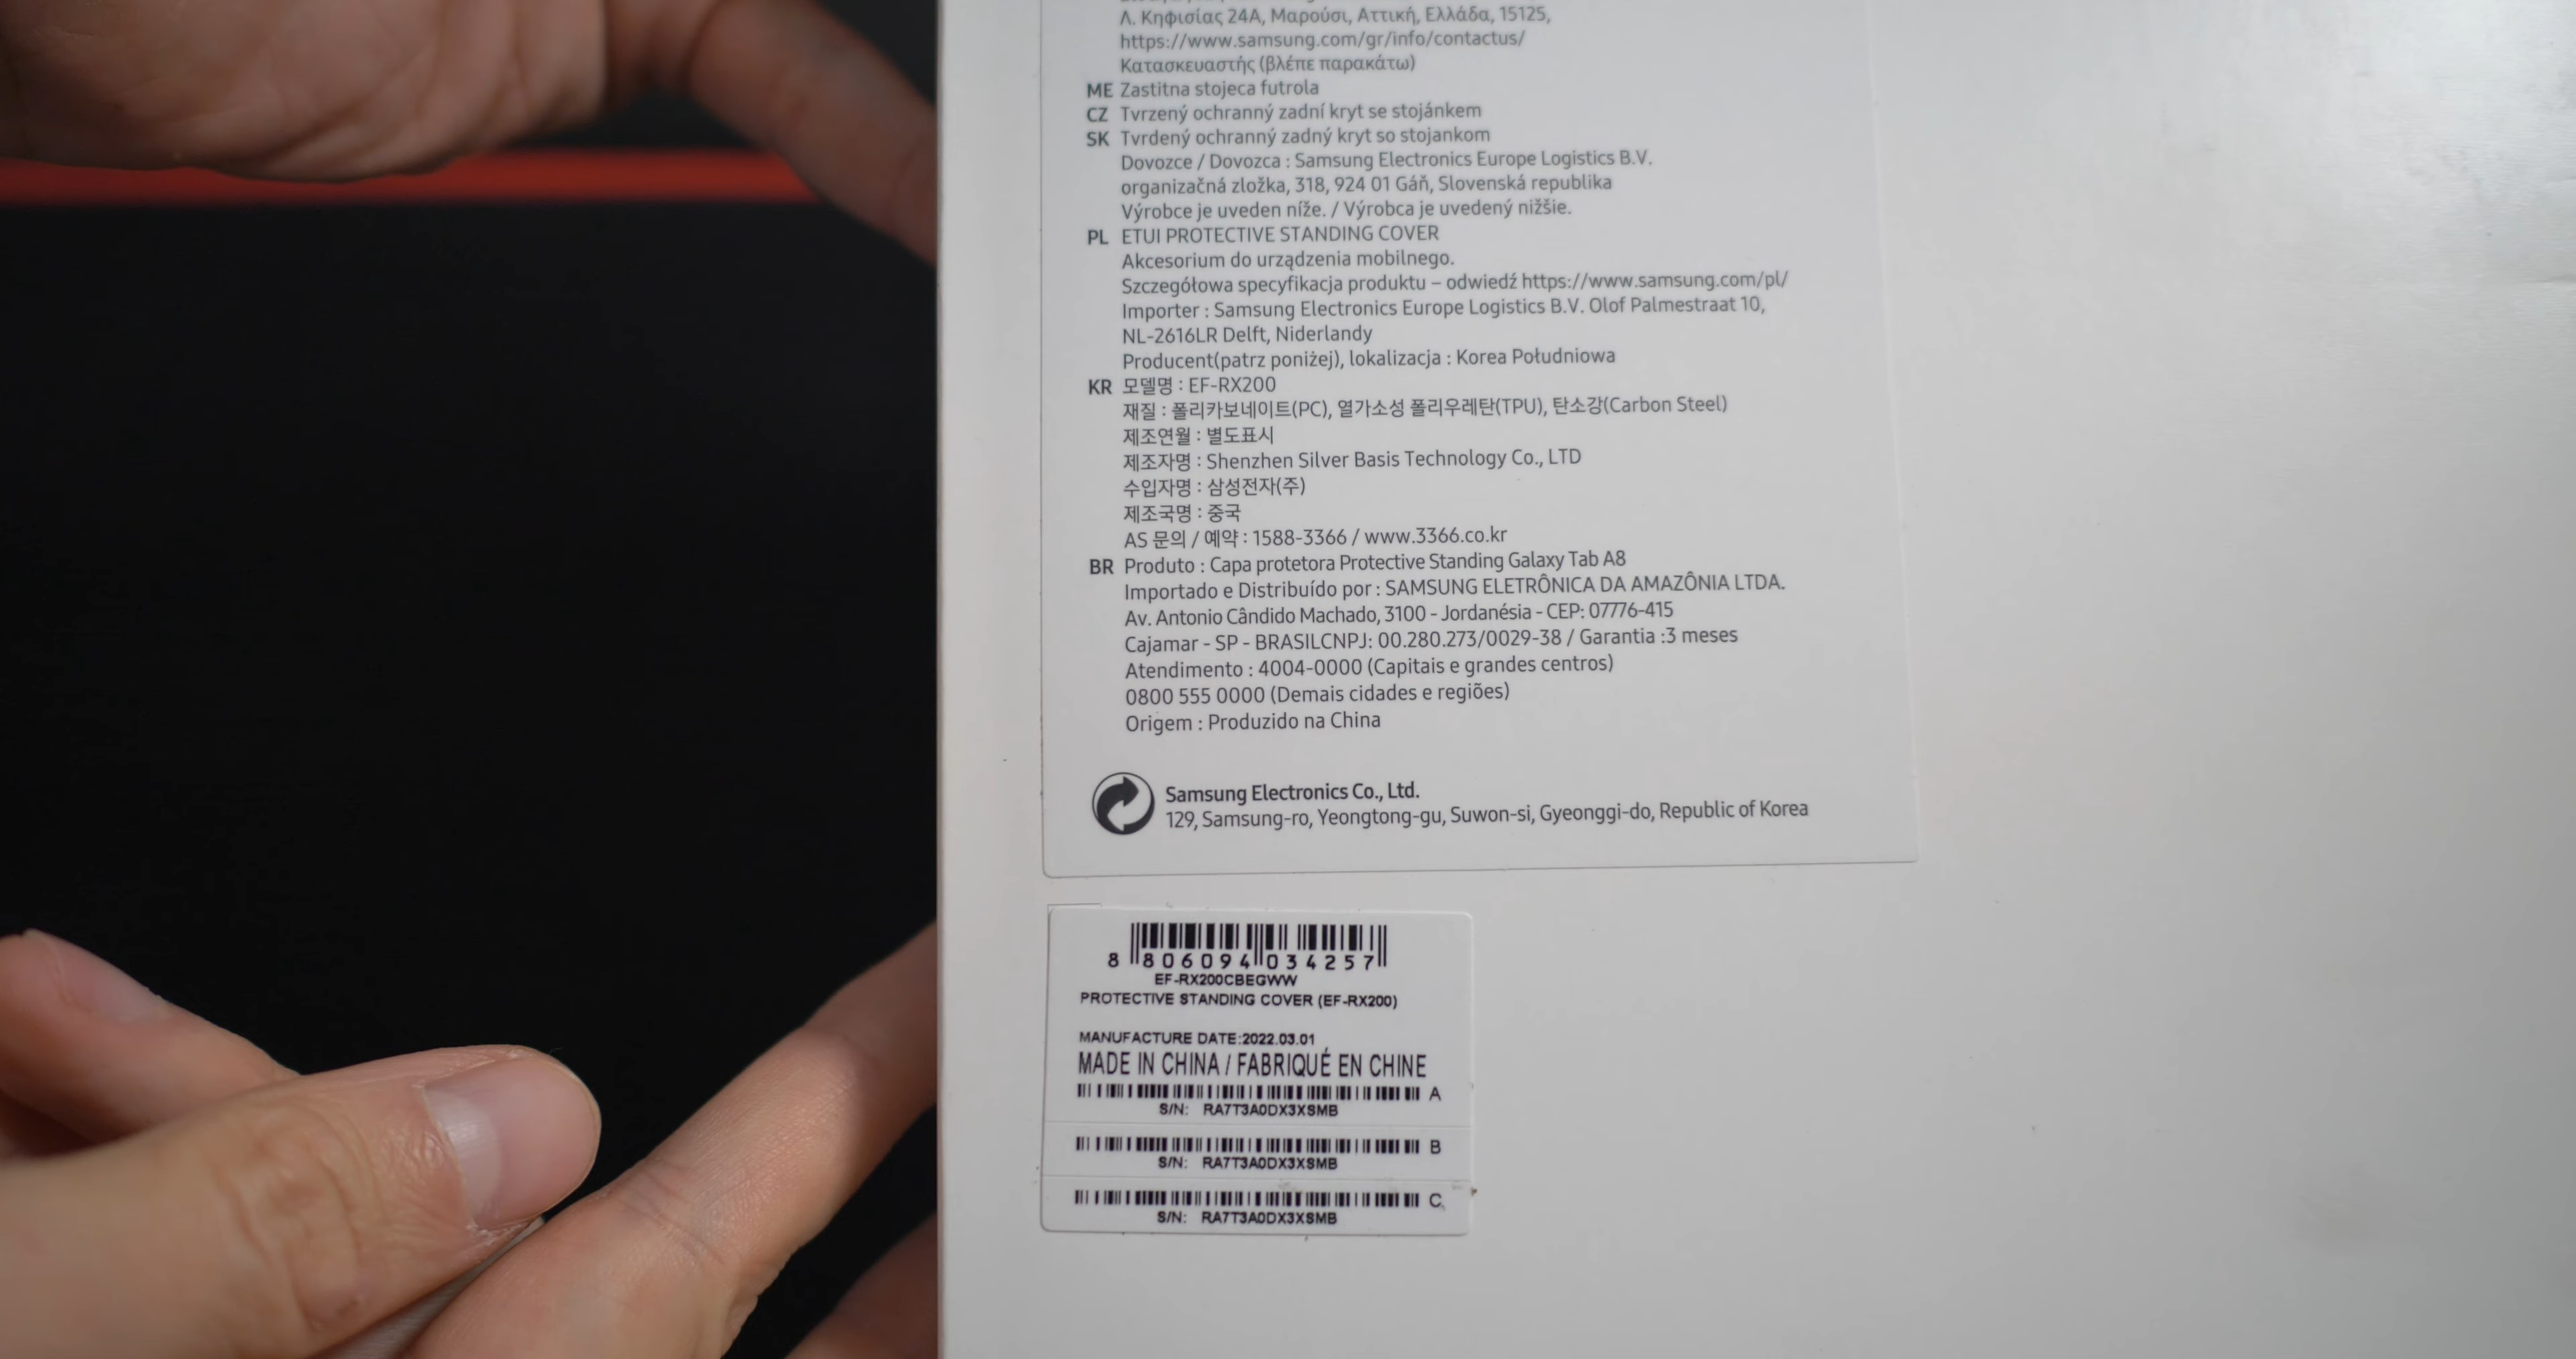 Λ. Κηφισίας 24Α, Μαρούσι, Αττική, Ελλάδα, 15125,
https://www.samsung.com/gr/info/contactus/
Κατασκευαστής (βλέπε παρακάτω)
ME Zastitna stojeca futrola
CZ Tvrzený ochranný zadní kryt se stojánkem
SK Tvrdený ochranný zadný kryt so stojankom
Dovozce / Dovozca : Samsung Electronics Europe Logistics B.V.
organizačná zložka, 318, 924 01 Gáň, Slovenská republika
Výrobce je uveden níže. / Výrobca je uvedený nižšie.
PL ETUI PROTECTIVE STANDING COVER
Akcesorium do urządzenia mobilnego.
Szczegółowa specyfikacja produktu – odwiedź https://www.samsung.com/pl/
Importer : Samsung Electronics Europe Logistics B.V. Olof Palmestraat 10,
NL-2616LR Delft, Niderlandy
Producent(patrz poniżej), lokalizacja : Korea Południowa
KR 모델명 : EF-RX200
재질 : 폴리카보네이트(PC), 열가소성 폴리우레탄(TPU), 탄소강(Carbon Steel)
제조연월 : 별도표시
제조자명 : Shenzhen Silver Basis Technology Co., LTD
수입자명 : 삼성전자(주)
제조국명 : 중국
AS 문의 / 예약 : 1588-3366 / www.3366.co.kr
BR Produto : Capa protetora Protective Standing Galaxy Tab A8
Importado e Distribuído por : SAMSUNG ELETRÔNICA DA AMAZÔNIA LTDA.
Av. Antonio Cândido Machado, 3100 - Jordanésia - CEP: 07776-415
Cajamar - SP - BRASILCNPJ: 00.280.273/0029-38 / Garantia :3 meses
Atendimento : 4004-0000 (Capitais e grandes centros)
0800 555 0000 (Demais cidades e regiões)
Origem : Produzido na China
Samsung Electronics Co., Ltd.
129, Samsung-ro, Yeongtong-gu, Suwon-si, Gyeonggi-do, Republic of Korea
8 806094 034257
EF-RX200CBEGWW
PROTECTIVE STANDING COVER (EF-RX200)
MANUFACTURE DATE:2022.03.01
MADE IN CHINA / FABRIQUÉ EN CHINE
A
S/N: RA7T3A0DX3XSMB
B
S/N: RA7T3A0DX3XSMB
C
S/N: RA7T3A0DX3XSMB